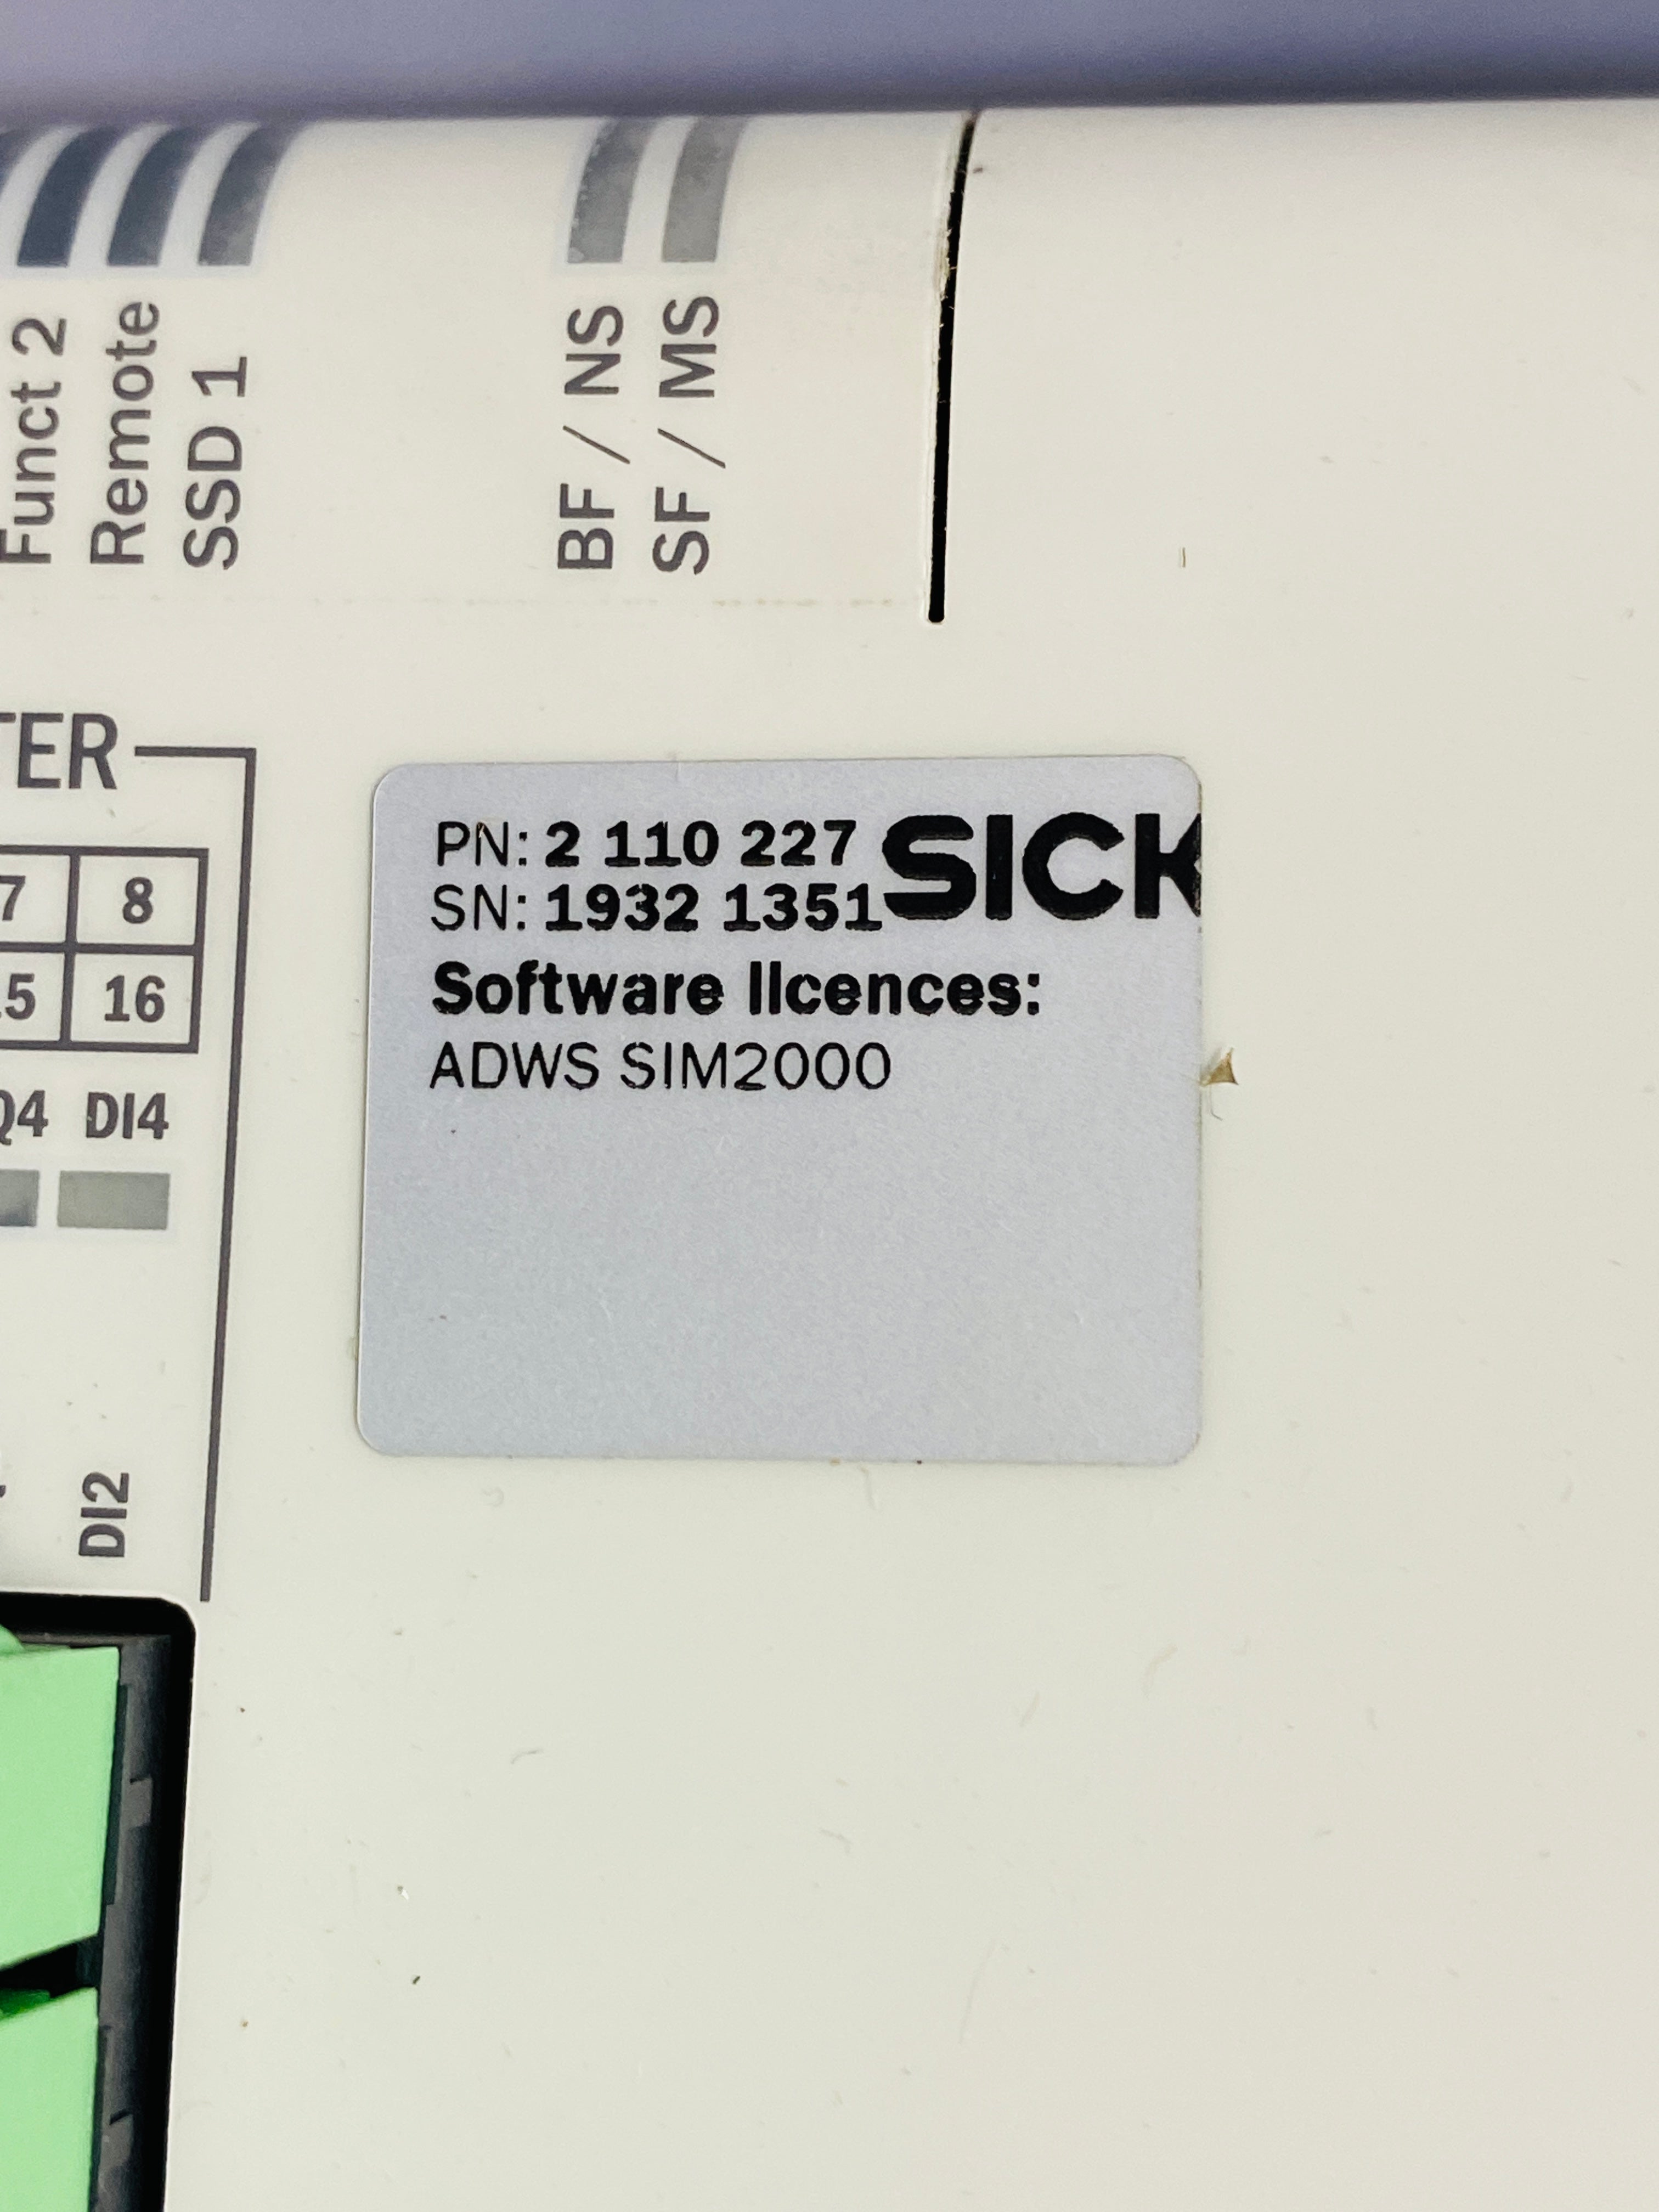 Funct 2
Remote
SSD 1
BF / NS
SF / MS
TER
7 8
15 16
Q4 DI4
DI2
PN: 2 110 227 SICK
SN: 1932 1351
Software licences:
ADWS SIM2000